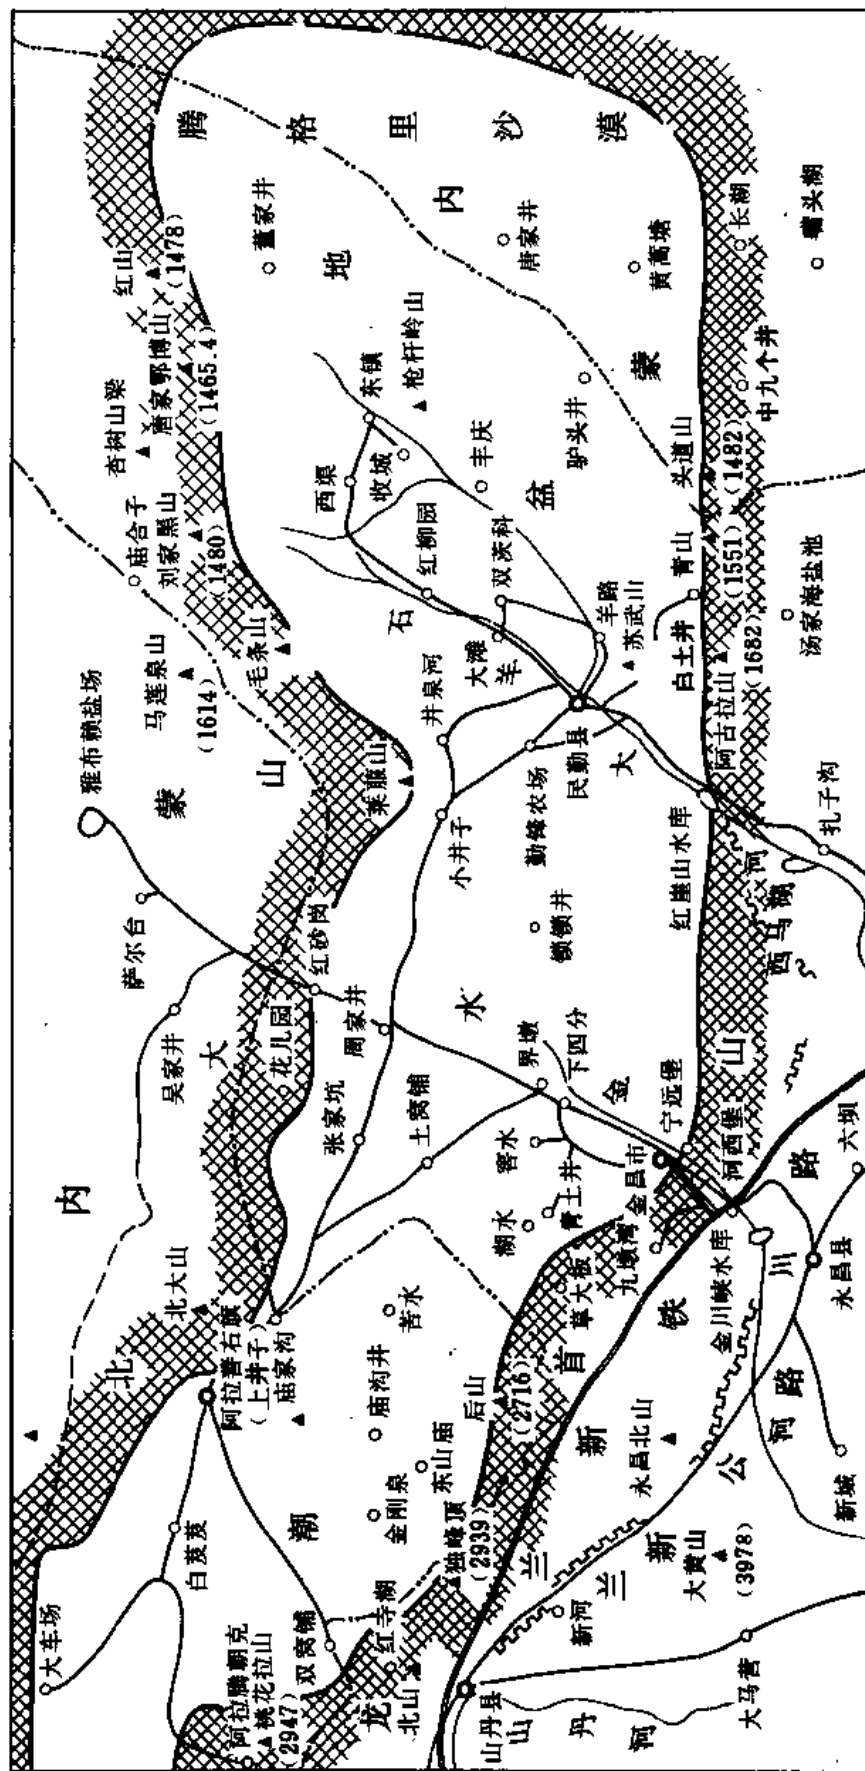 腾格里沙漠
内蒙
内蒙
潮水盆地
北大山
龙首山
大
石羊
金
河
河
川
兰新铁路
兰新公路
山丹河
红山
(1478)
唐家鄂博山
(1465.4)
杏树山梁
庙合子
刘家黑山
(1480)
马莲泉山
(1614)
毛条山
莱菔山
雅布赖盐场
萨尔台
吴家井
红砂岗
花儿园
周家井
张家坑
土窝铺
小井子
井泉河
董家井
唐家井
黄蒿塘
长湖
中九个井
头道山
(1482)
青山
(1551)
阿古拉山
(1682)
白土井
汤家海盐池
东镇
枪杆岭山
西渠
收城
丰庆
驴头井
红柳园
双茨科
大滩
羊路
苏武山
民勤县
勤锋农场
红崖山水库
扎子沟
西马湖
锁锁井
界墩
下四分
窖水
青土井
湖水
金昌市
宁远堡
河西堡
九墩湾
草大板
金川峡水库
永昌县
六坝
新城
永昌北山
大黄山
(3978)
后山
(2716)
独峰顶
(2939)
东山庙
金刚泉
庙沟井
苦水
庙家沟
阿拉善右旗
(上井子)
北大山
白芨芨
大车场
阿拉腾朝克
桃花拉山
(2947)
双窝铺
红寺湖
北山
山丹县
新河
大马营